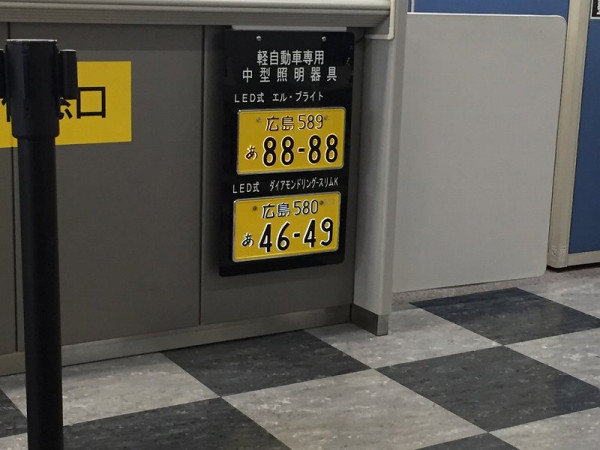 窓口
軽自動車専用
中型照明器具
LED式 エル・ブライト
広島 589
あ 88-88
LED式 ダイアモンドリング-スリムK
広島 580
あ 46-49